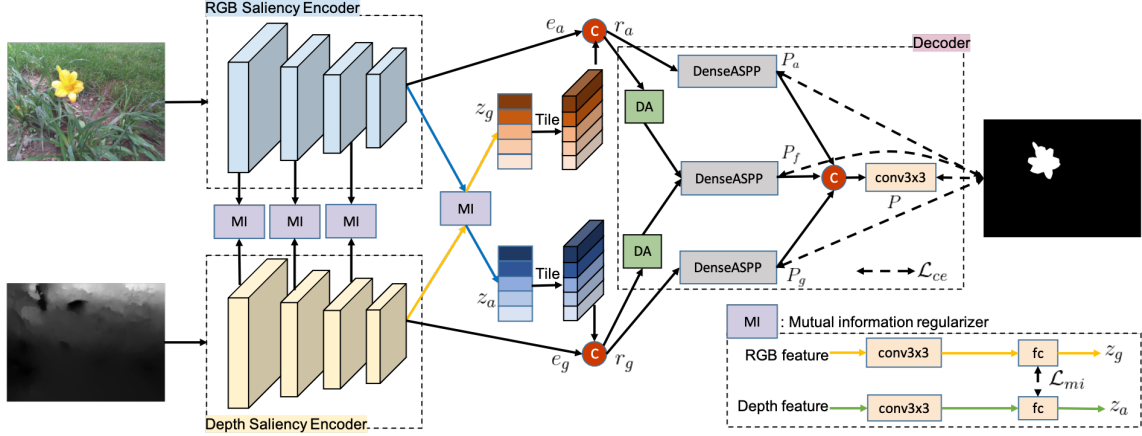 RGB Saliency Encoder
e_a
C
r_a
Decoder
DenseASPP
P_a
z_g
Tile
DA
MI
MI
MI
MI
DenseASPP
P_f
C
conv3x3
P
DA
DenseASPP
P_g
z_a
Tile
L_ce
e_g
C
r_g
Depth Saliency Encoder
MI : Mutual information regularizer
RGB feature conv3x3 fc z_g
L_mi
Depth feature conv3x3 fc z_a